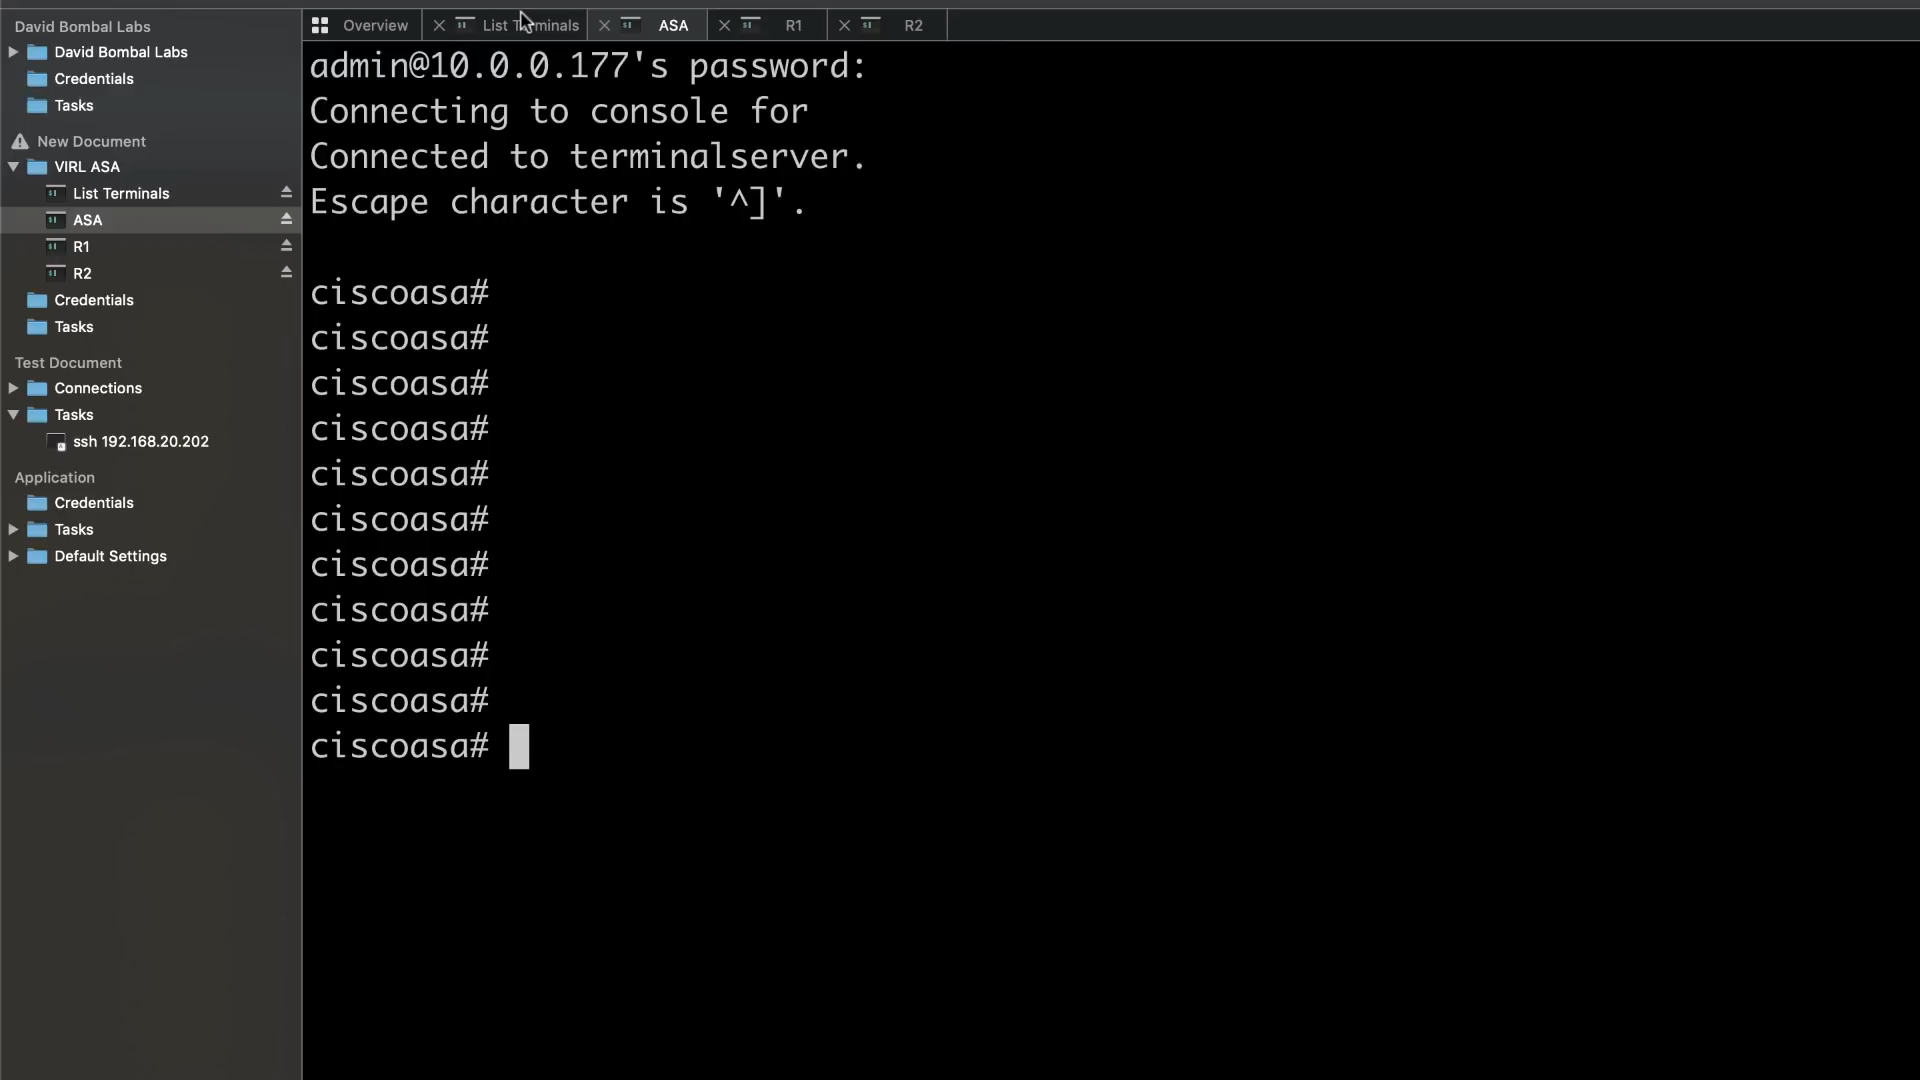 David Bombal Labs
David Bombal Labs
Credentials
Tasks
New Document
VIRL ASA
List Terminals
ASA
R1
R2
Credentials
Tasks
Test Document
Connections
Tasks
ssh 192.168.20.202
Application
Credentials
Tasks
Default Settings
Overview
List Terminals
ASA
R1
R2
admin@10.0.0.177's password:
Connecting to console for
Connected to terminalserver.
Escape character is '^]'.
ciscoasa#
ciscoasa#
ciscoasa#
ciscoasa#
ciscoasa#
ciscoasa#
ciscoasa#
ciscoasa#
ciscoasa#
ciscoasa#
ciscoasa#